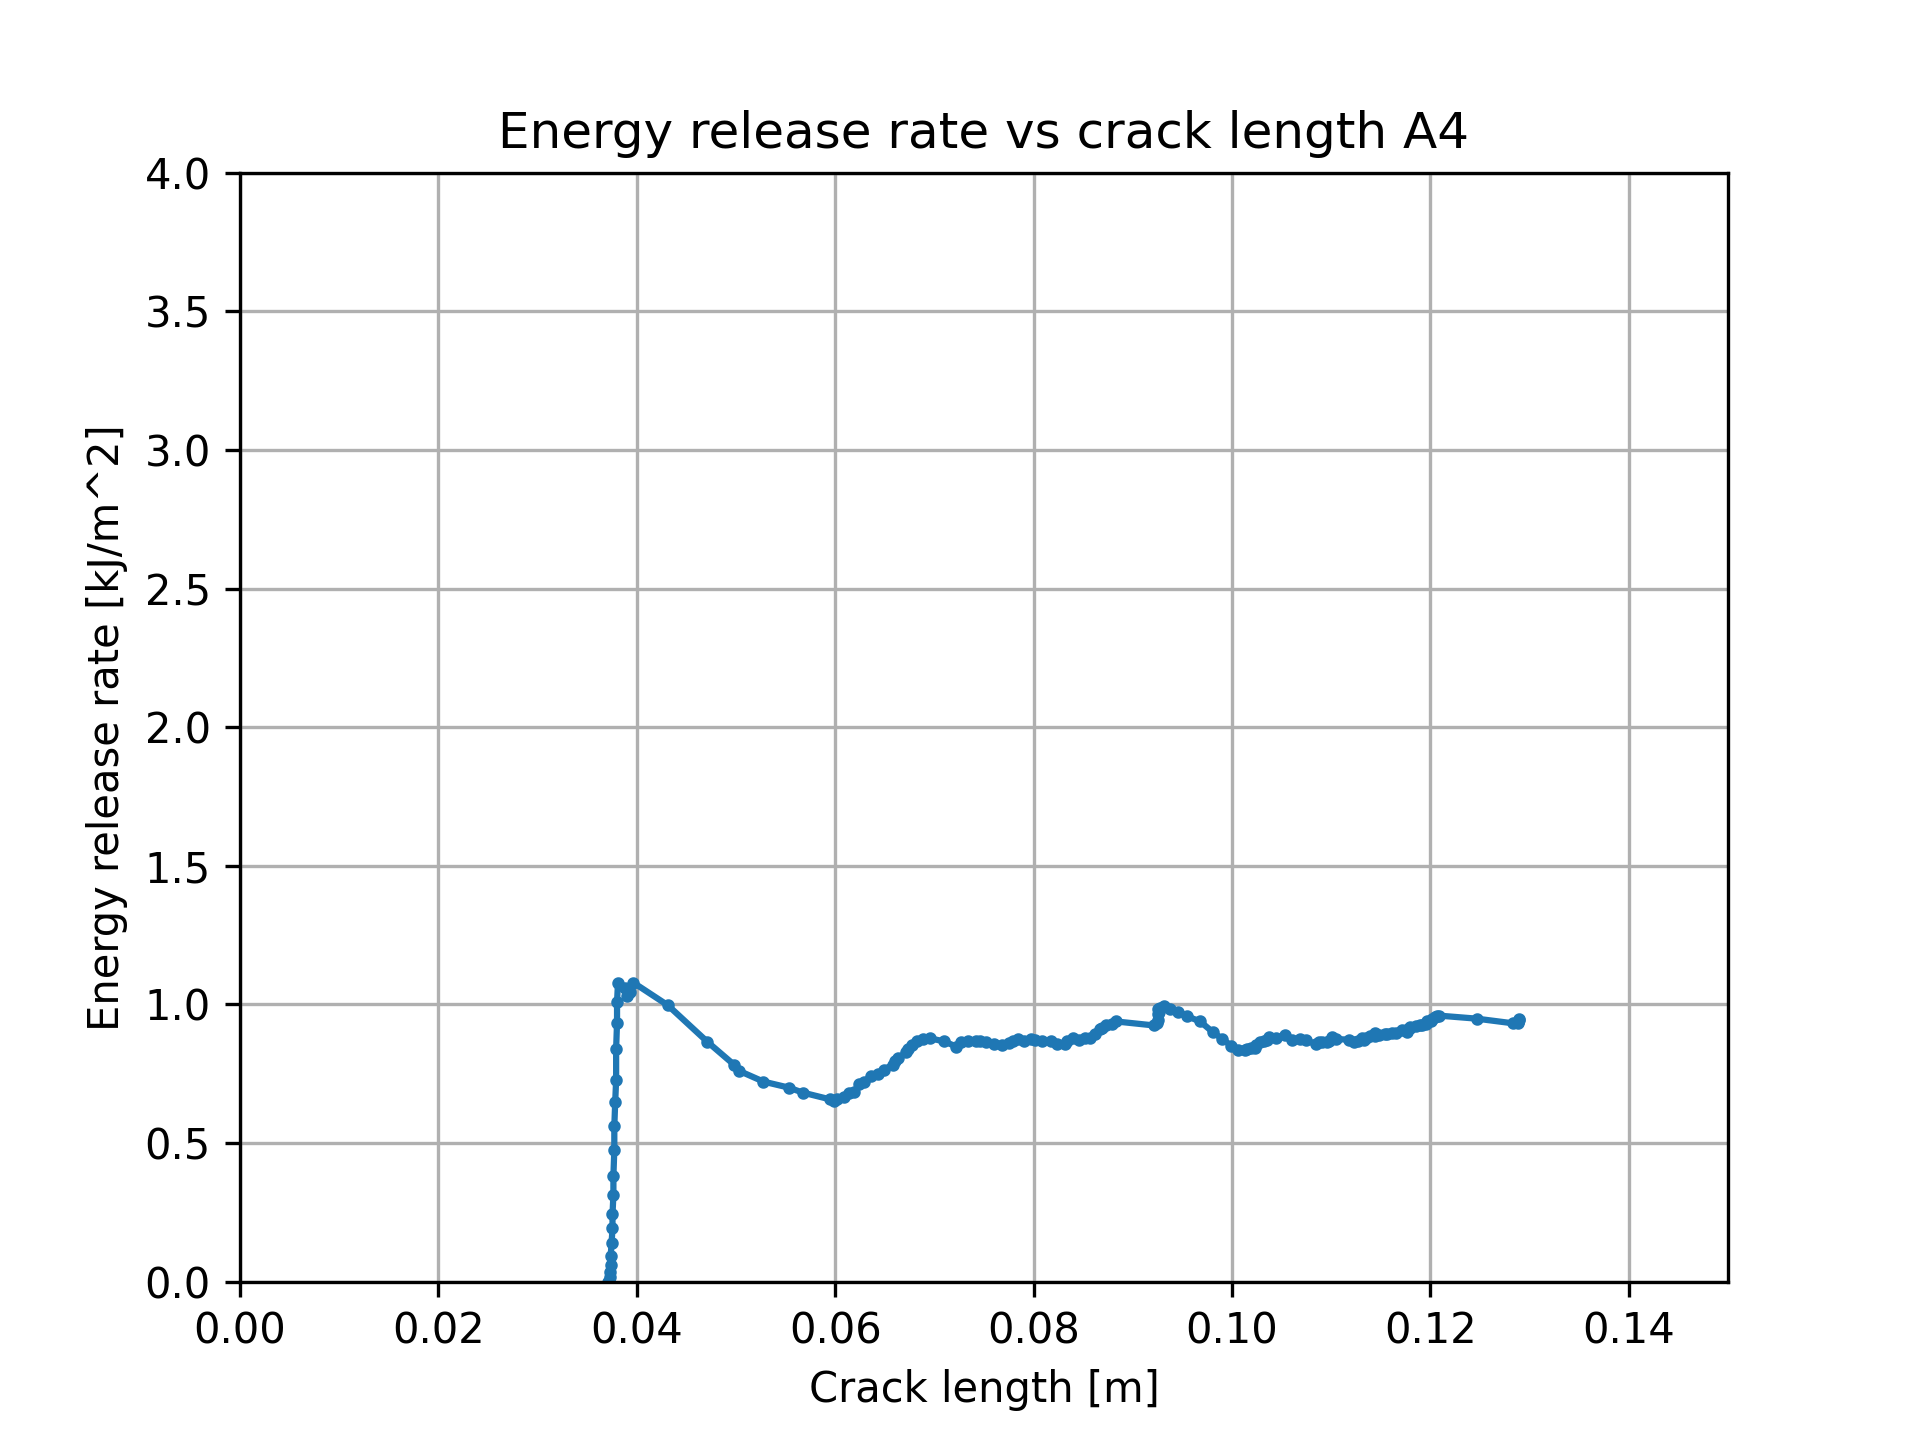 Energy release rate vs crack length A4
4.0
3.5
3.0
2.5
2.0
1.5
1.0
0.5
0.0
Energy release rate [kJ/m^2]
0.00 0.02 0.04 0.06 0.08 0.10 0.12 0.14
Crack length [m]